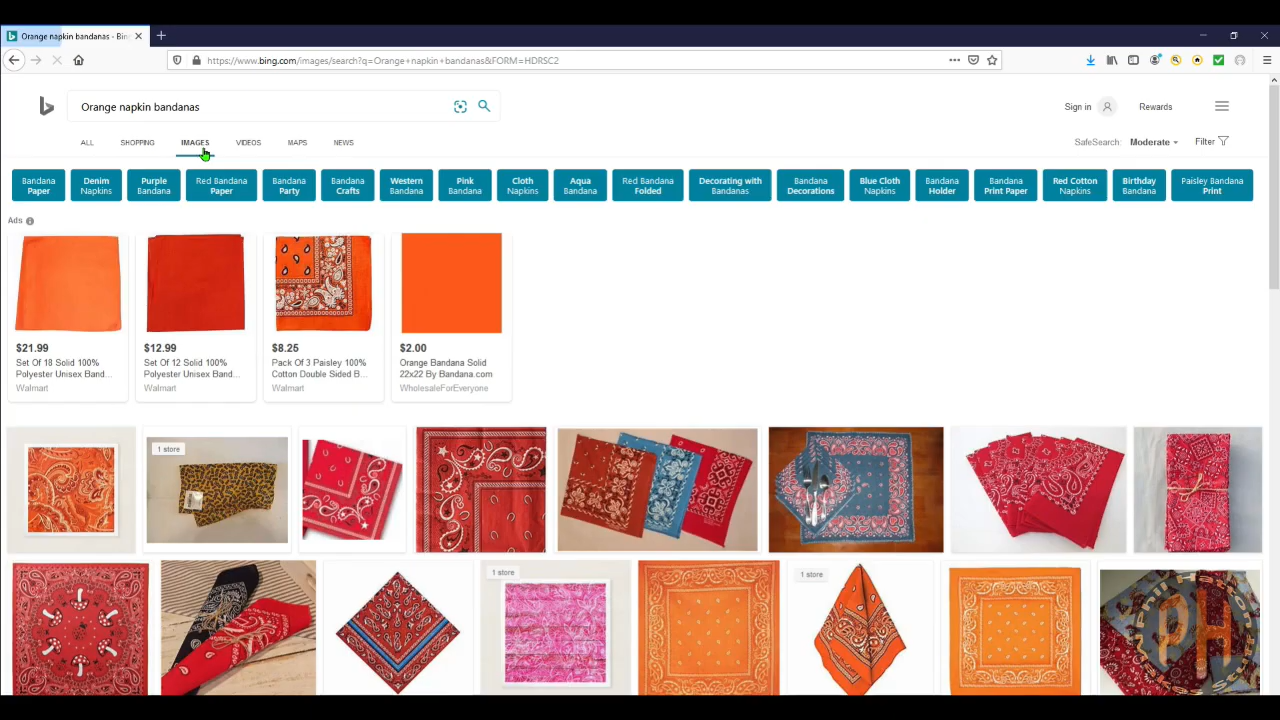 Orange napkin bandanas - Bing
https://www.bing.com/images/search?q=Orange+napkin+bandanas&FORM=HDRSC2
Orange napkin bandanas
Sign in
Rewards
ALL
SHOPPING
IMAGES
VIDEOS
MAPS
NEWS
SafeSearch: Moderate
Filter
Bandana
Paper
Denim
Napkins
Purple
Bandana
Red Bandana
Paper
Bandana
Party
Bandana
Crafts
Western
Bandana
Pink
Bandana
Cloth
Napkins
Aqua
Bandana
Red Bandana
Folded
Decorating with
Bandanas
Bandana
Decorations
Blue Cloth
Napkins
Bandana
Holder
Bandana
Print Paper
Red Cotton
Napkins
Birthday
Bandana
Paisley Bandana
Print
Ads
$21.99
Set Of 18 Solid 100%
Polyester Unisex Band...
Walmart
$12.99
Set Of 12 Solid 100%
Polyester Unisex Band...
Walmart
$8.25
Pack Of 3 Paisley 100%
Cotton Double Sided B...
Walmart
$2.00
Orange Bandana Solid
22x22 By Bandana.com
WholesaleForEveryone
1 store
1 store
1 store
PH